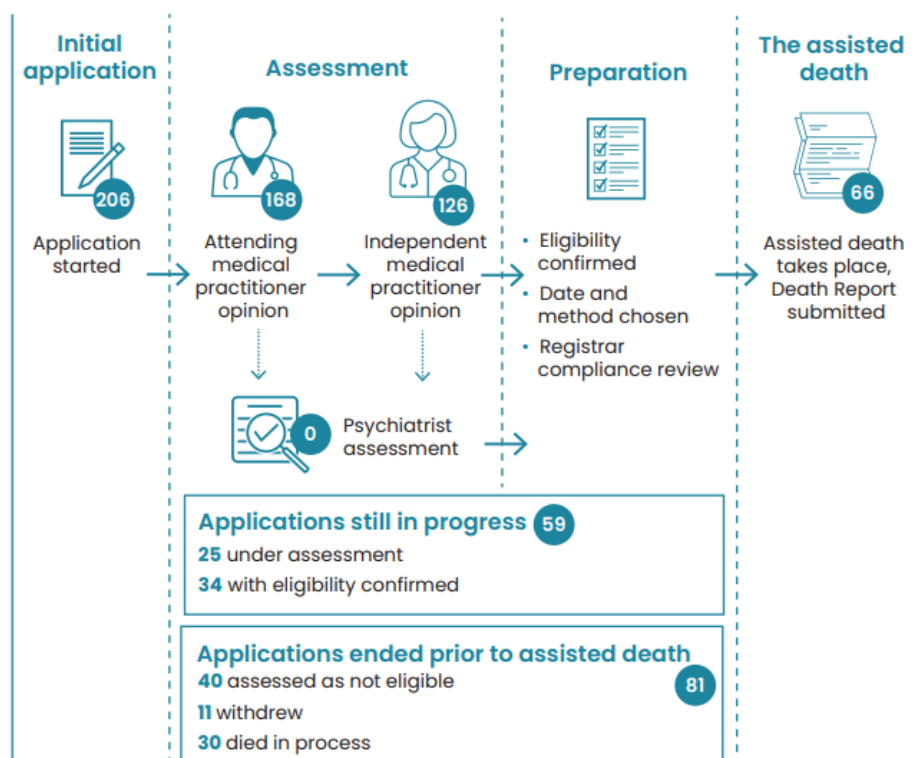 Initial
application
Assessment
Preparation
The assisted
death
206
168
126
66
Application
started
Attending
medical
practitioner
opinion
Independent
medical
practitioner
opinion
• Eligibility
confirmed
• Date and
method chosen
• Registrar
compliance review
Assisted death
takes place,
Death Report
submitted
0
Psychiatrist
assessment
Applications still in progress 59
25 under assessment
34 with eligibility confirmed
Applications ended prior to assisted death
81
40 assessed as not eligible
11 withdrew
30 died in process